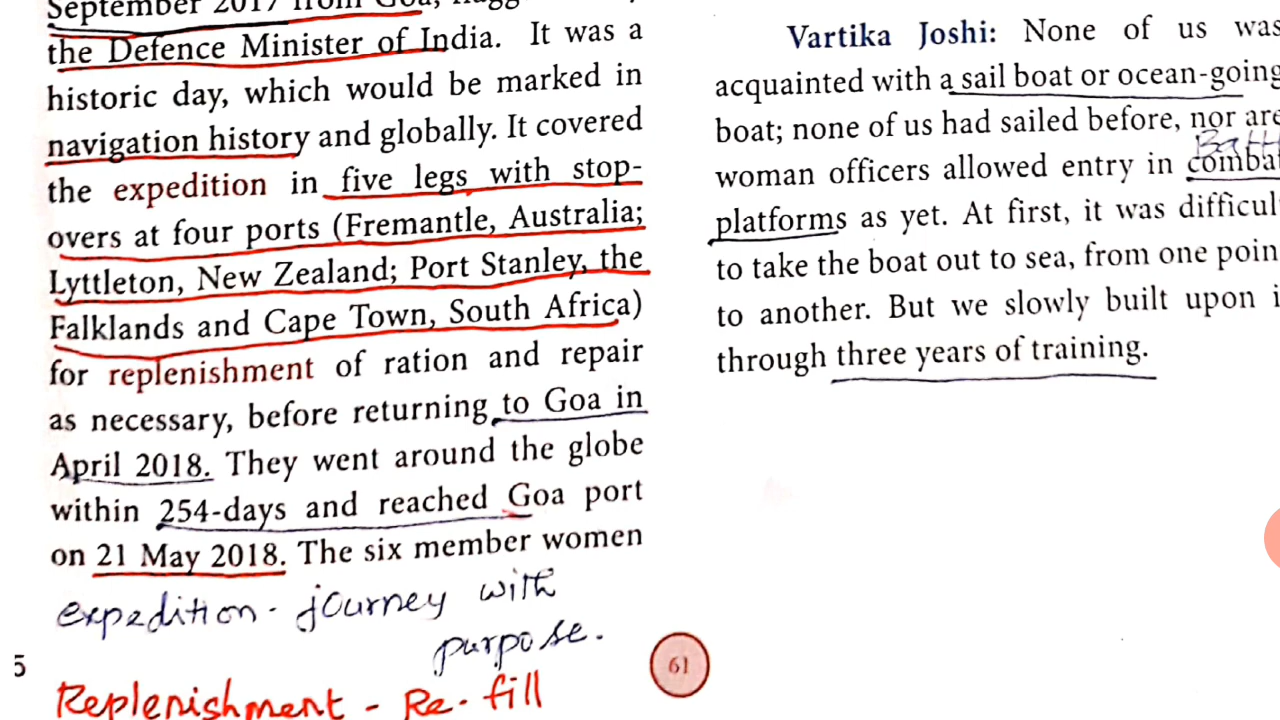 September 2017 from Goa,
the Defence Minister of India. It was a
historic day, which would be marked in
navigation history and globally. It covered
the expedition in five legs with stop-
overs at four ports (Fremantle, Australia;
Lyttleton, New Zealand; Port Stanley, the
Falklands and Cape Town, South Africa)
for replenishment of ration and repair
as necessary, before returning to Goa in
April 2018. They went around the globe
within 254-days and reached Goa port
on 21 May 2018. The six member women
expedition - journey with
purpose.
Replenishment - Re-fill
5
61
Vartika Joshi: None of us was
acquainted with a sail boat or ocean-going
boat; none of us had sailed before, nor are
woman officers allowed entry in combat
platforms as yet. At first, it was difficul
to take the boat out to sea, from one poin
to another. But we slowly built upon i
through three years of training.